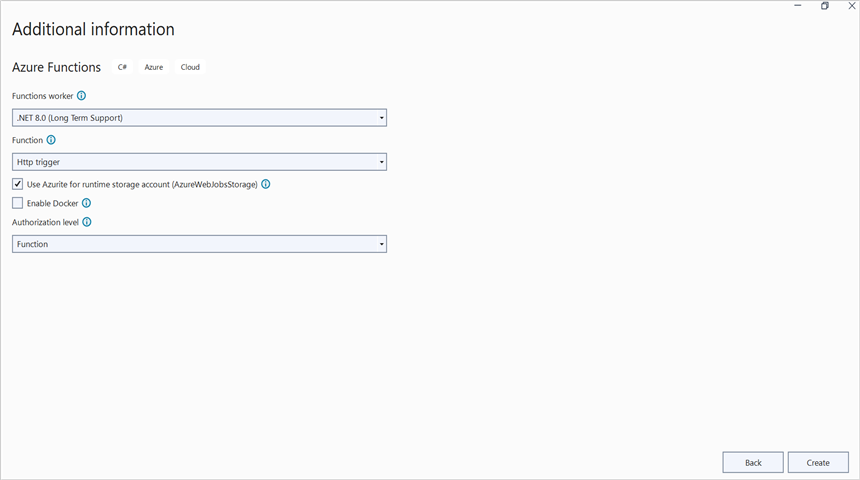 Additional information
Azure Functions C# Azure Cloud
Functions worker
.NET 8.0 (Long Term Support)
Function
Http trigger
Use Azurite for runtime storage account (AzureWebJobsStorage)
Enable Docker
Authorization level
Function
Back Create